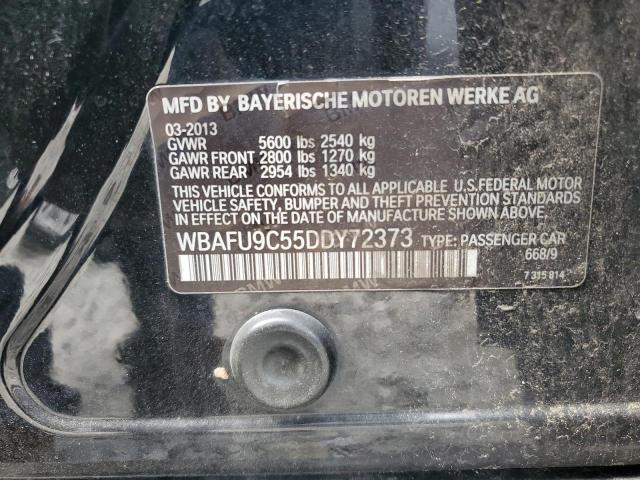 MFD BY BAYERISCHE MOTOREN WERKE AG
03-2013
GVWR 5600 lbs 2540 kg
GAWR FRONT 2800 lbs 1270 kg
GAWR REAR 2954 lbs 1340 kg
THIS VEHICLE CONFORMS TO ALL APPLICABLE U.S.FEDERAL MOTOR
VEHICLE SAFETY, BUMPER AND THEFT PREVENTION STANDARDS IN
EFFECT ON THE DATE OF MANUFACTURE SHOWN ABOVE.
WBAFU9C55DDY72373 TYPE: PASSENGER CAR
668/9
7 315 814